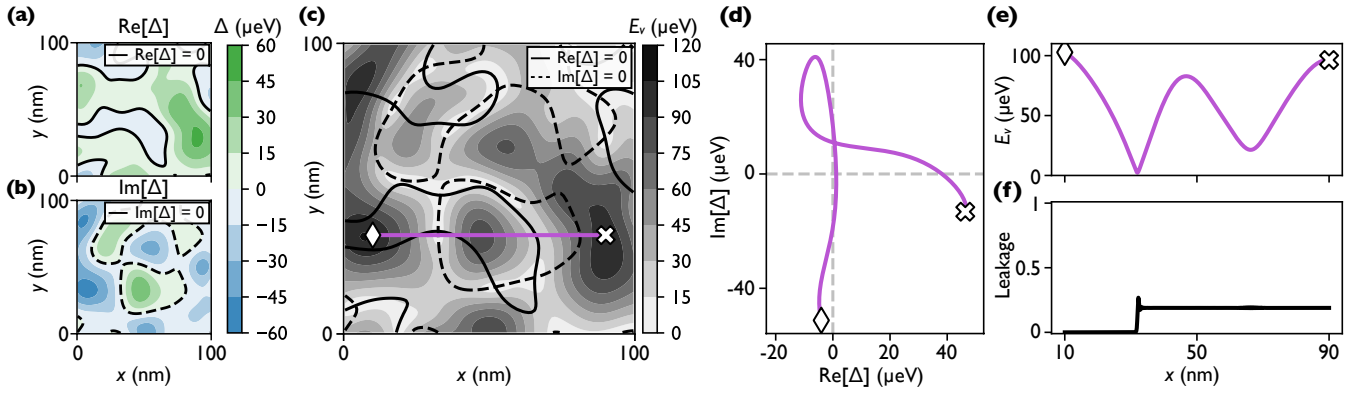 (a)
Re[Δ]
Δ (μeV)
Re[Δ] = 0
100
y (nm)
0
60
45
30
15
0
−15
−30
−45
−60
(b)
Im[Δ]
Im[Δ] = 0
100
y (nm)
0
0
100
x (nm)
(c)
Eᵥ (μeV)
Re[Δ] = 0
Im[Δ] = 0
100
y (nm)
0
0
100
x (nm)
120
105
90
75
60
45
30
15
0
(d)
40
0
-40
Im[Δ] (μeV)
-20
0
20
40
Re[Δ] (μeV)
(e)
100
50
0
Eᵥ (μeV)
(f)
1
0.5
0
Leakage
10
50
90
x (nm)